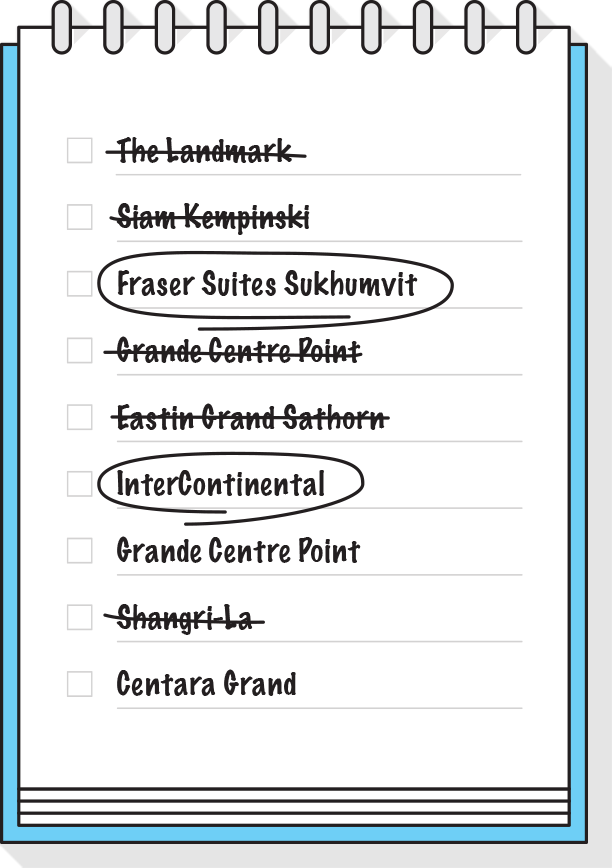 The Landmark
Siam Kempinski
Fraser Suites Sukhumvit
Grande Centre Point
Eastin Grand Sathorn
InterContinental
Grande Centre Point
Shangri-La
Centara Grand